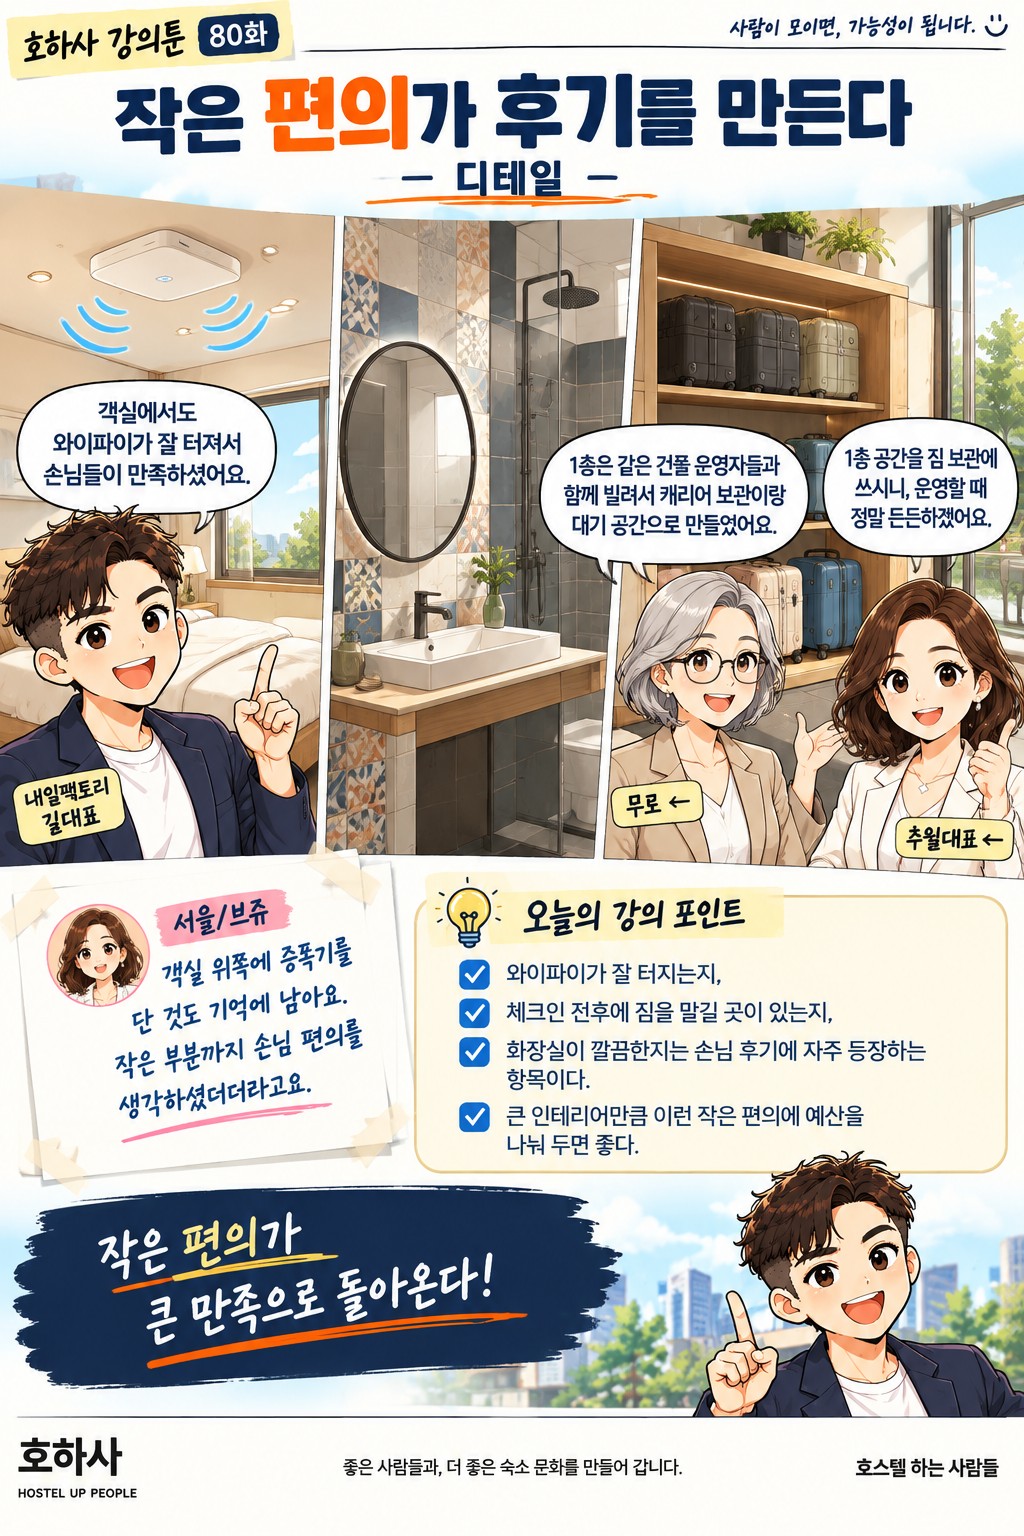 호하사 강의툰 80화
사람이 모이면, 가능성이 됩니다.
작은 편의가 후기를 만든다
– 디테일 –
객실에서도
와이파이가 잘 터져서
손님들이 만족하셨어요.
1층은 같은 건물 운영자들과
함께 빌려서 캐리어 보관이랑
대기 공간으로 만들었어요.
1층 공간을 짐 보관에
쓰시니, 운영할 때
정말 든든하겠어요.
내일팩토리
길대표
무로 ←
추월대표 ←
서울/브쥬
객실 위쪽에 증폭기를
단 것도 기억에 남아요.
작은 부분까지 손님 편의를
생각하셨더더라고요.
오늘의 강의 포인트
와이파이가 잘 터지는지,
체크인 전후에 짐을 말길 곳이 있는지,
화장실이 깔끔한지는 손님 후기에 자주 등장하는
항목이다.
큰 인테리어만큼 이런 작은 편의에 예산을
나눠 두면 좋다.
작은 편의가
큰 만족으로 돌아온다!
호하사
HOSTEL UP PEOPLE
좋은 사람들과, 더 좋은 숙소 문화를 만들어 갑니다.
호스텔 하는 사람들